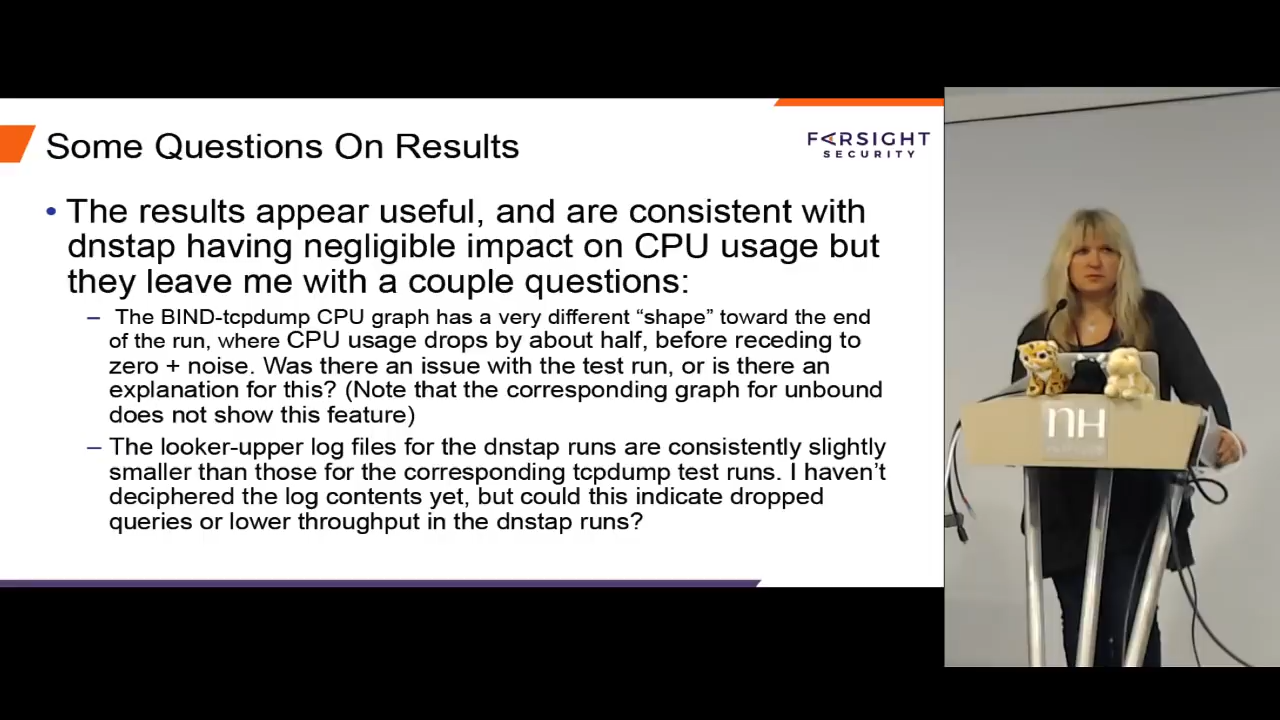 Some Questions On Results
FARSIGHT
SECURITY
• The results appear useful, and are consistent with
dnstap having negligible impact on CPU usage but
they leave me with a couple questions:
– The BIND-tcpdump CPU graph has a very different “shape” toward the end
of the run, where CPU usage drops by about half, before receding to
zero + noise. Was there an issue with the test run, or is there an
explanation for this? (Note that the corresponding graph for unbound
does not show this feature)
– The looker-upper log files for the dnstap runs are consistently slightly
smaller than those for the corresponding tcpdump test runs. I haven’t
deciphered the log contents yet, but could this indicate dropped
queries or lower throughput in the dnstap runs?
NH